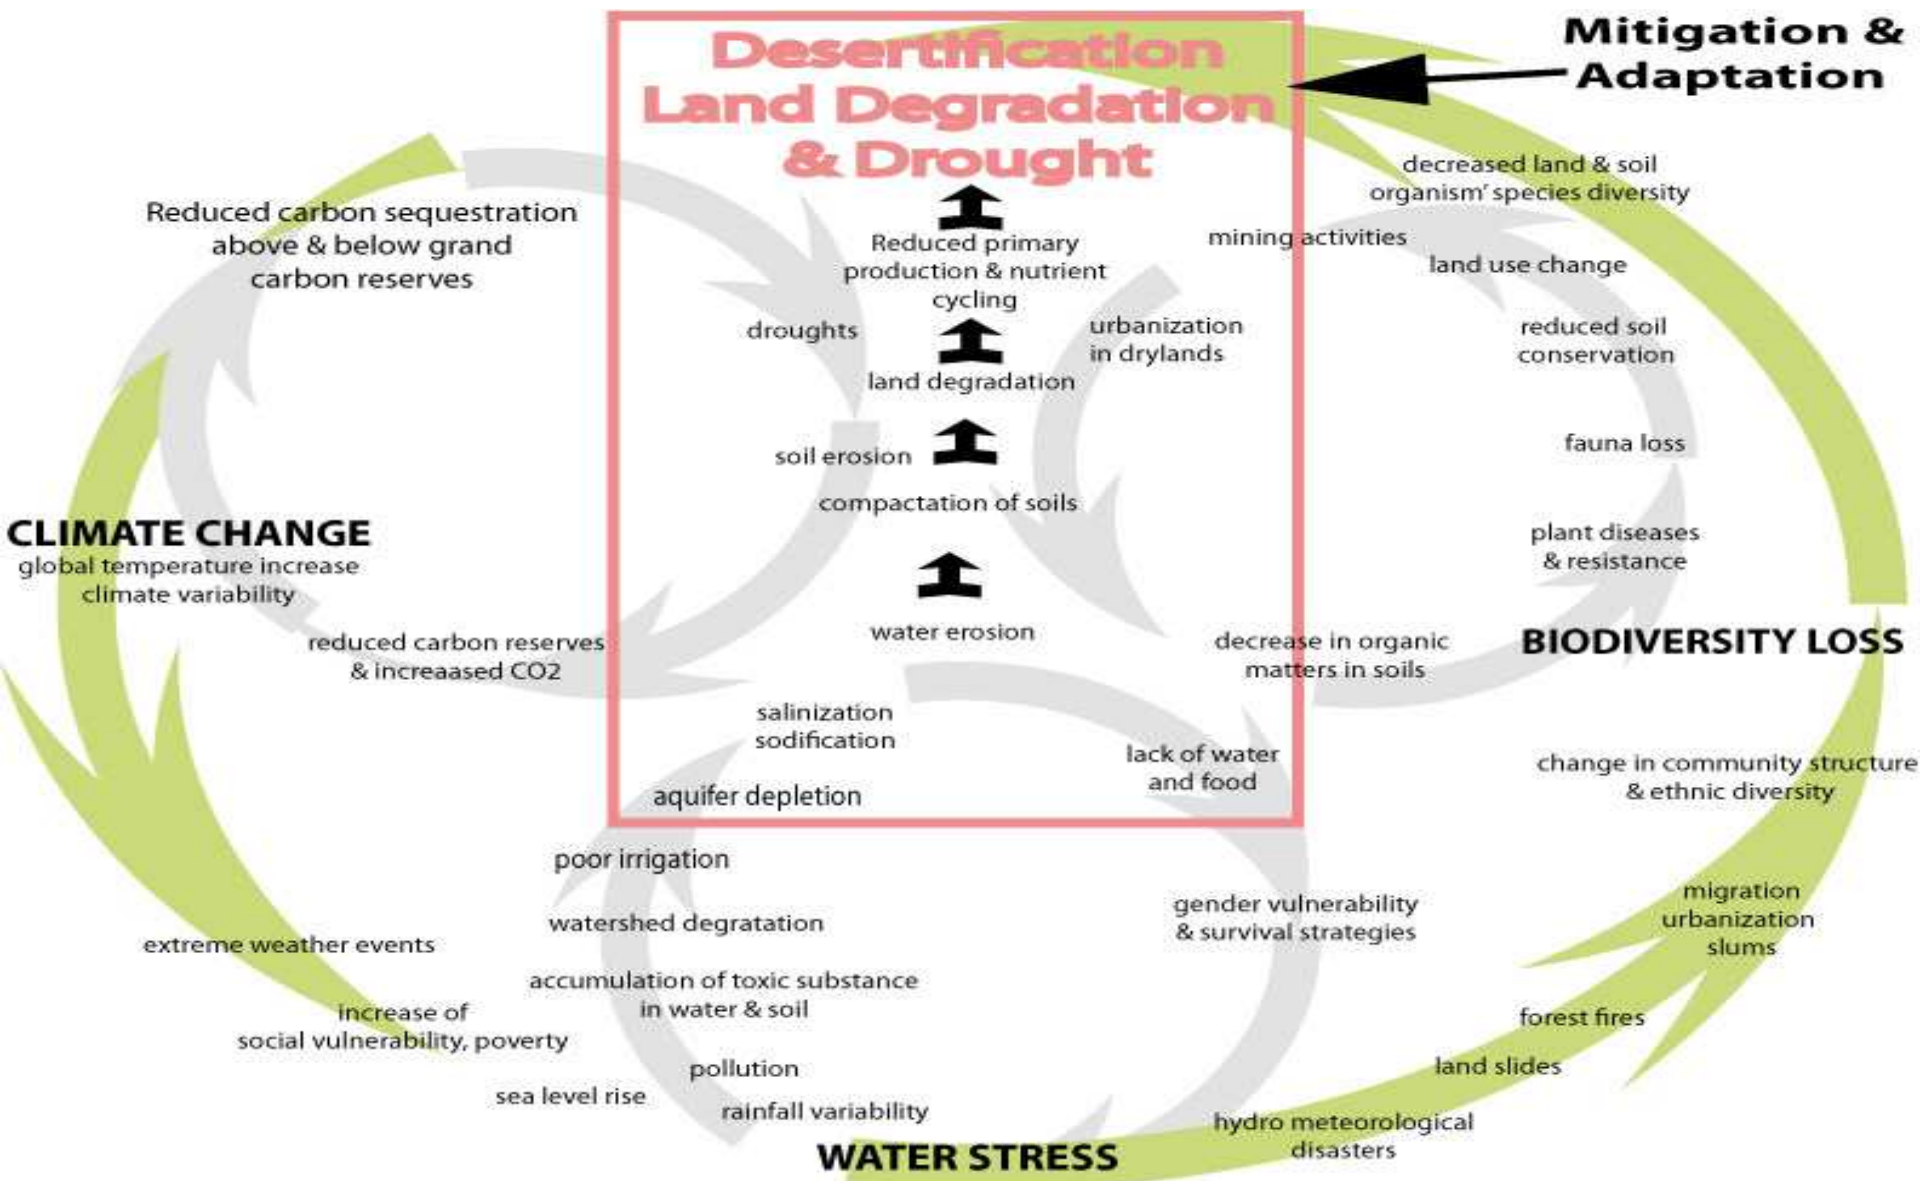 Desertification
Land Degradation
& Drought
Mitigation &
Adaptation
Reduced carbon sequestration
above & below grand
carbon reserves
Reduced primary
production & nutrient
cycling
decreased land & soil
organism' species diversity
mining activities
land use change
droughts
urbanization
in drylands
reduced soil
conservation
land degradation
soil erosion
fauna loss
compactation of soils
CLIMATE CHANGE
global temperature increase
climate variability
plant diseases
& resistance
water erosion
reduced carbon reserves
& increaased CO2
decrease in organic
matters in soils
BIODIVERSITY LOSS
salinization
sodification
lack of water
and food
change in community structure
& ethnic diversity
aquifer depletion
poor irrigation
watershed degratation
gender vulnerability
& survival strategies
migration
urbanization
slums
extreme weather events
accumulation of toxic substance
in water & soil
increase of
social vulnerability, poverty
forest fires
pollution
land slides
sea level rise
rainfall variability
hydro meteorological
disasters
WATER STRESS